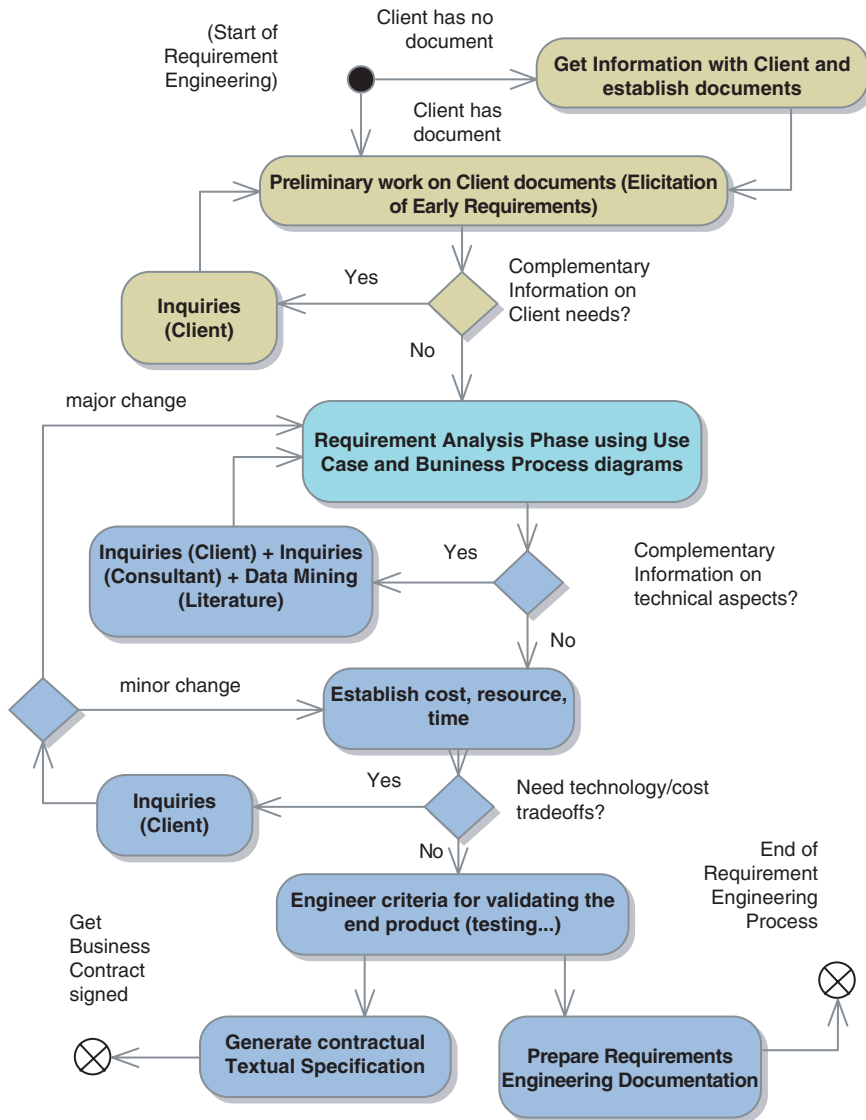 (Start of
Requirement
Engineering)
Client has no
document
Get Information with Client and
establish documents
Client has
document
Preliminary work on Client documents (Elicitation
of Early Requirements)
Yes
Complementary
Information on
Client needs?
Inquiries
(Client)
No
major change
Requirement Analysis Phase using Use
Case and Buniness Process diagrams
Inquiries (Client) + Inquiries
(Consultant) + Data Mining
(Literature)
Yes
Complementary
Information on
technical aspects?
No
minor change
Establish cost, resource,
time
Inquiries
(Client)
Yes
Need technology/cost
tradeoffs?
No
End of
Requirement
Engineering
Process
Engineer criteria for validating the
end product (testing...)
Get
Business
Contract
signed
Generate contractual
Textual Specification
Prepare Requirements
Engineering Documentation